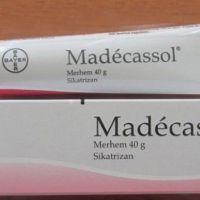 BAYER
Madécassol®
Merhem 40 g
Sikatrizan
Madécas
Merhem 40 g
Sikatrizan